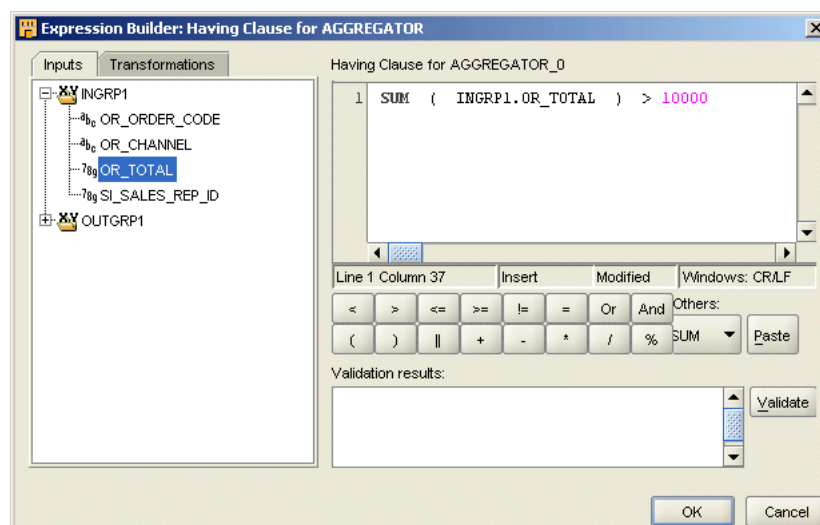 Expression Builder: Having Clause for AGGREGATOR
Inputs
Transformations
INGRP1
OR_ORDER_CODE
OR_CHANNEL
OR_TOTAL
SI_SALES_REP_ID
OUTGRP1
Having Clause for AGGREGATOR_0
1 SUM ( INGRP1.OR_TOTAL ) > 10000
Line 1 Column 37 Insert Modified Windows: CR/LF
< > <= >= != = Or And Others:
( ) || + - * / % SUM Paste
Validation results:
Validate
OK Cancel